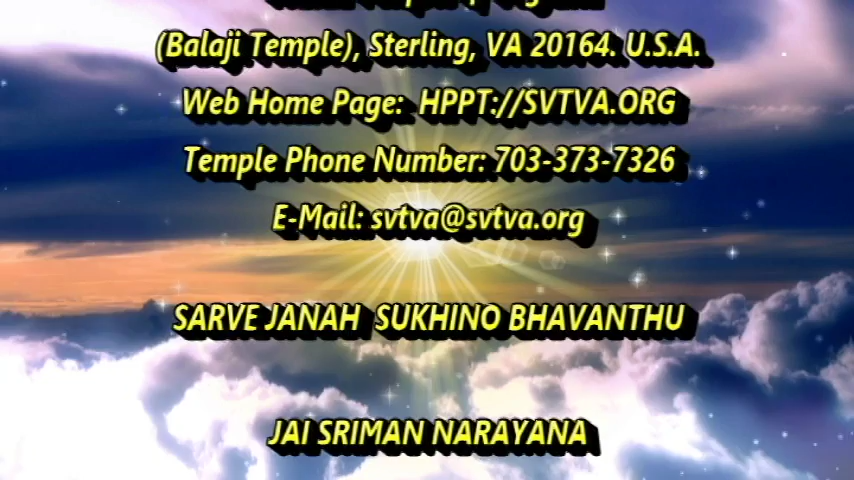 (Balaji Temple), Sterling, VA 20164. U.S.A.
Web Home Page: HPPT://SVTVA.ORG
Temple Phone Number: 703-373-7326
E-Mail: svtva@svtva.org
SARVE JANAH SUKHINO BHAVANTHU
JAI SRIMAN NARAYANA